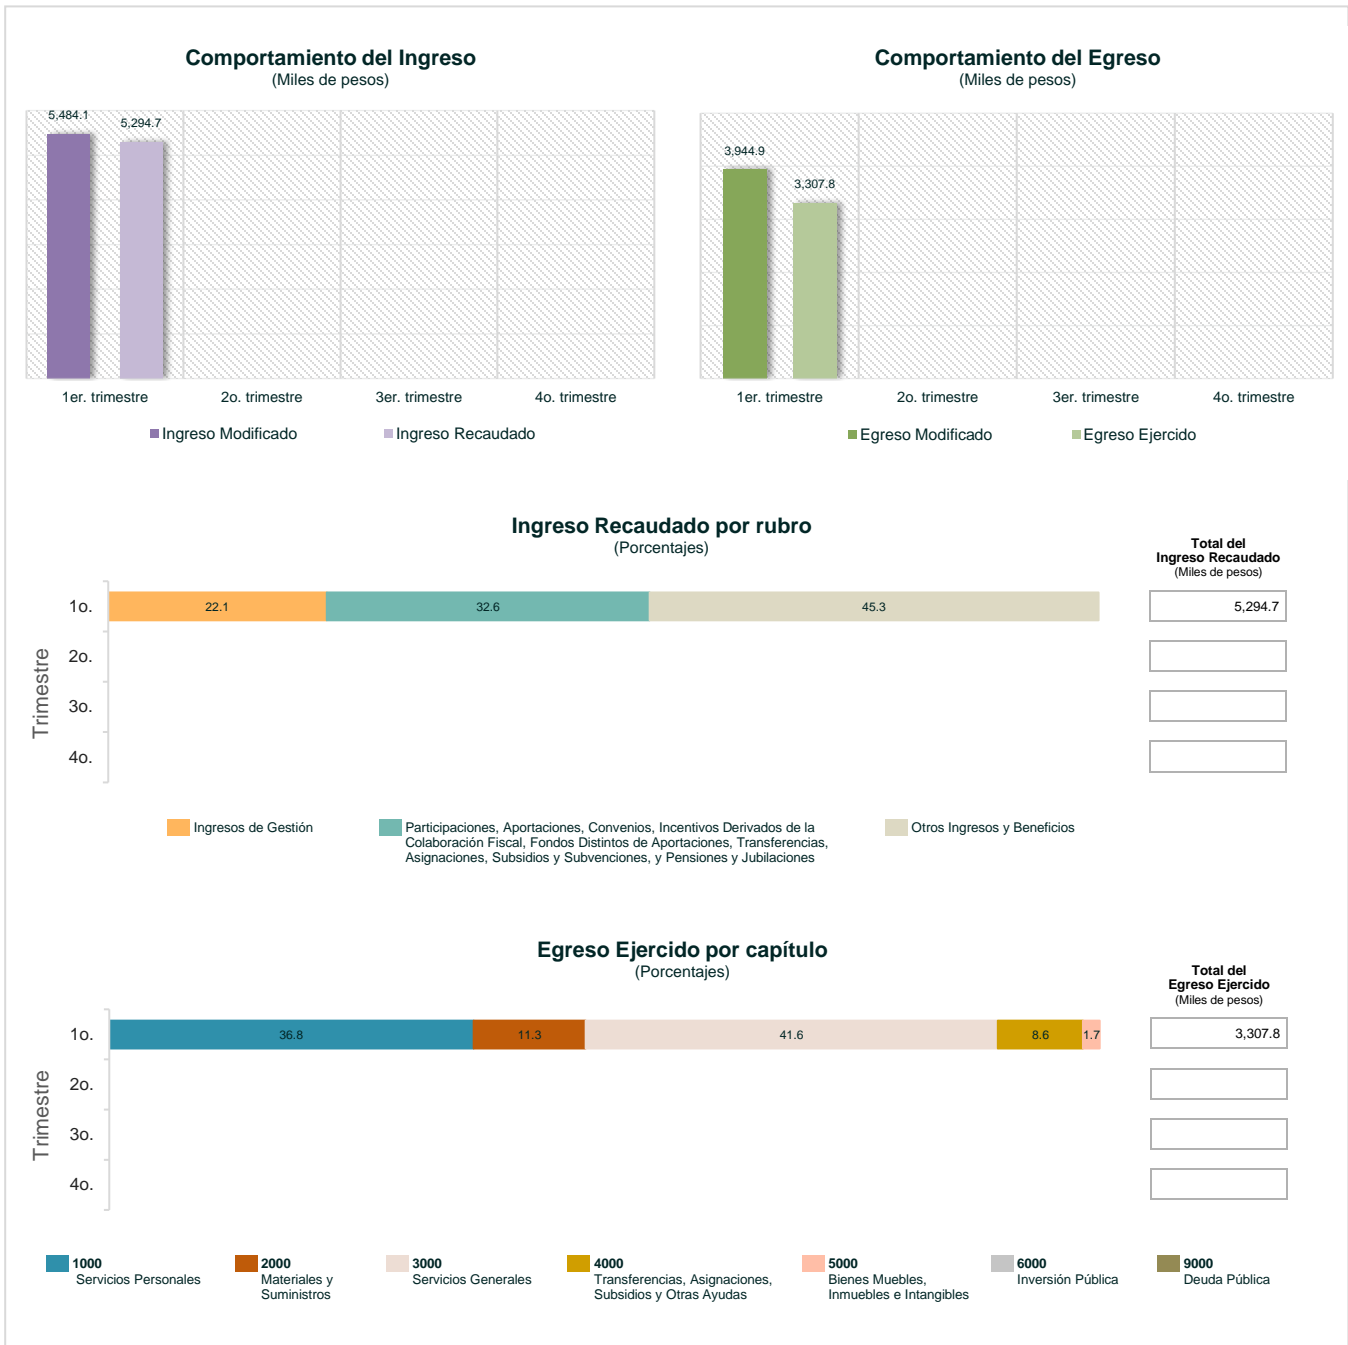 Comportamiento del Ingreso
(Miles de pesos)
5,484.1
5,294.7
1er. trimestre
2o. trimestre
3er. trimestre
4o. trimestre
Ingreso Modificado
Ingreso Recaudado
Comportamiento del Egreso
(Miles de pesos)
3,944.9
3,307.8
1er. trimestre
2o. trimestre
3er. trimestre
4o. trimestre
Egreso Modificado
Egreso Ejercido
Ingreso Recaudado por rubro
(Porcentajes)
Total del
Ingreso Recaudado
(Miles de pesos)
Trimestre
1o.
22.1
32.6
45.3
5,294.7
2o.
3o.
4o.
Ingresos de Gestión
Participaciones, Aportaciones, Convenios, Incentivos Derivados de la
Colaboración Fiscal, Fondos Distintos de Aportaciones, Transferencias,
Asignaciones, Subsidios y Subvenciones, y Pensiones y Jubilaciones
Otros Ingresos y Beneficios
Egreso Ejercido por capítulo
(Porcentajes)
Total del
Egreso Ejercido
(Miles de pesos)
Trimestre
1o.
36.8
11.3
41.6
8.6
1.7
3,307.8
2o.
3o.
4o.
1000
Servicios Personales
2000
Materiales y
Suministros
3000
Servicios Generales
4000
Transferencias, Asignaciones,
Subsidios y Otras Ayudas
5000
Bienes Muebles,
Inmuebles e Intangibles
6000
Inversión Pública
9000
Deuda Pública